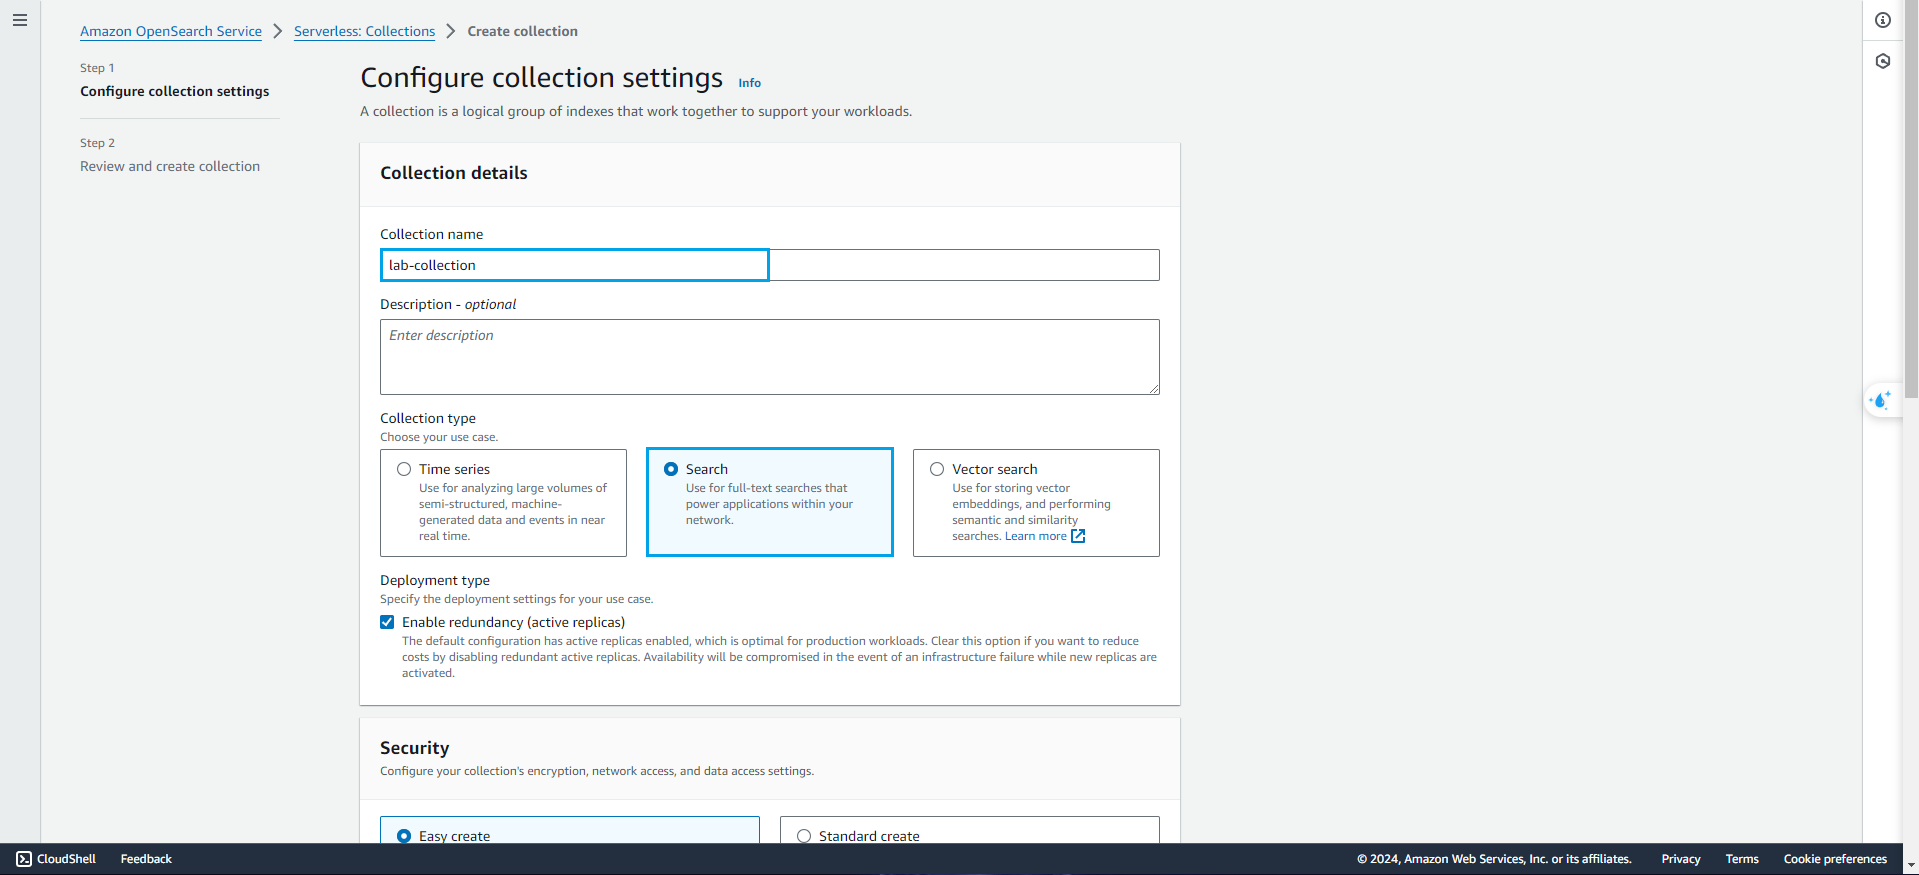 Amazon OpenSearch Service > Serverless: Collections > Create collection
Step 1
Configure collection settings
Step 2
Review and create collection
Configure collection settings Info
A collection is a logical group of indexes that work together to support your workloads.
Collection details
Collection name
lab-collection
Description - optional
Enter description
Collection type
Choose your use case.
Time series
Use for analyzing large volumes of
semi-structured, machine-
generated data and events in near
real time.
Search
Use for full-text searches that
power applications within your
network.
Vector search
Use for storing vector
embeddings, and performing
semantic and similarity
searches. Learn more
Deployment type
Specify the deployment settings for your use case.
Enable redundancy (active replicas)
The default configuration has active replicas enabled, which is optimal for production workloads. Clear this option if you want to reduce
costs by disabling redundant active replicas. Availability will be compromised in the event of an infrastructure failure while new replicas are
activated.
Security
Configure your collection's encryption, network access, and data access settings.
Easy create
Standard create
CloudShell Feedback © 2024, Amazon Web Services, Inc. or its affiliates. Privacy Terms Cookie preferences